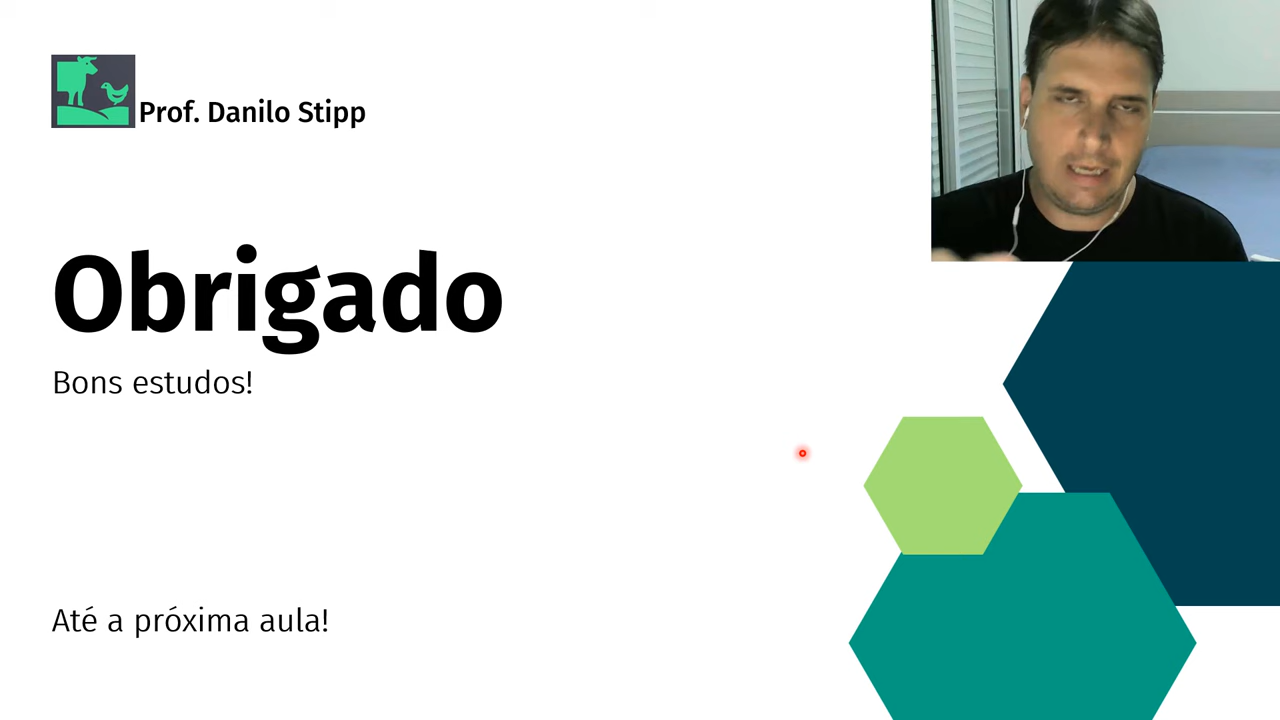 Prof. Danilo Stipp
Obrigado
Bons estudos!
Até a próxima aula!